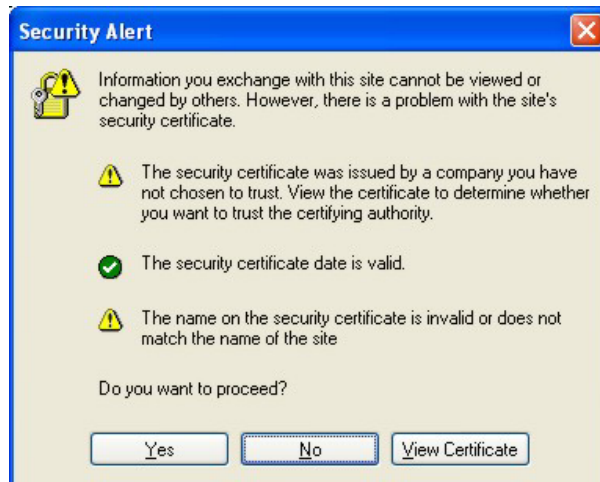 Security Alert
Information you exchange with this site cannot be viewed or
changed by others. However, there is a problem with the site's
security certificate.
The security certificate was issued by a company you have
not chosen to trust. View the certificate to determine whether
you want to trust the certifying authority.
The security certificate date is valid.
The name on the security certificate is invalid or does not
match the name of the site
Do you want to proceed?
Yes No View Certificate